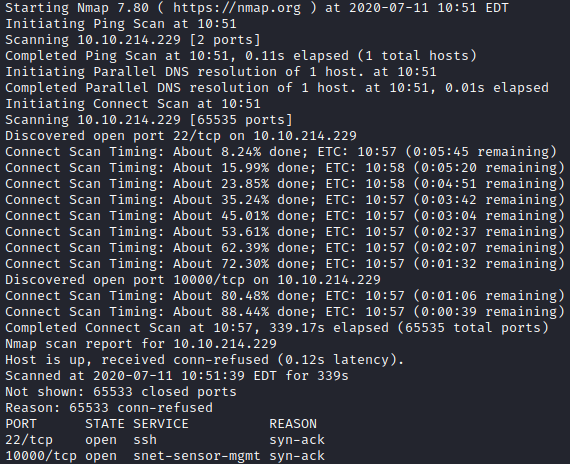 Starting Nmap 7.80 ( https://nmap.org ) at 2020-07-11 10:51 EDT
Initiating Ping Scan at 10:51
Scanning 10.10.214.229 [2 ports]
Completed Ping Scan at 10:51, 0.11s elapsed (1 total hosts)
Initiating Parallel DNS resolution of 1 host. at 10:51
Completed Parallel DNS resolution of 1 host. at 10:51, 0.01s elapsed
Initiating Connect Scan at 10:51
Scanning 10.10.214.229 [65535 ports]
Discovered open port 22/tcp on 10.10.214.229
Connect Scan Timing: About 8.24% done; ETC: 10:57 (0:05:45 remaining)
Connect Scan Timing: About 15.99% done; ETC: 10:58 (0:05:20 remaining)
Connect Scan Timing: About 23.85% done; ETC: 10:58 (0:04:51 remaining)
Connect Scan Timing: About 35.24% done; ETC: 10:57 (0:03:42 remaining)
Connect Scan Timing: About 45.01% done; ETC: 10:57 (0:03:04 remaining)
Connect Scan Timing: About 53.61% done; ETC: 10:57 (0:02:37 remaining)
Connect Scan Timing: About 62.39% done; ETC: 10:57 (0:02:07 remaining)
Connect Scan Timing: About 72.30% done; ETC: 10:57 (0:01:32 remaining)
Discovered open port 10000/tcp on 10.10.214.229
Connect Scan Timing: About 80.48% done; ETC: 10:57 (0:01:06 remaining)
Connect Scan Timing: About 88.44% done; ETC: 10:57 (0:00:39 remaining)
Completed Connect Scan at 10:57, 339.17s elapsed (65535 total ports)
Nmap scan report for 10.10.214.229
Host is up, received conn-refused (0.12s latency).
Scanned at 2020-07-11 10:51:39 EDT for 339s
Not shown: 65533 closed ports
Reason: 65533 conn-refused
PORT      STATE SERVICE          REASON
22/tcp    open  ssh              syn-ack
10000/tcp open  snet-sensor-mgmt syn-ack